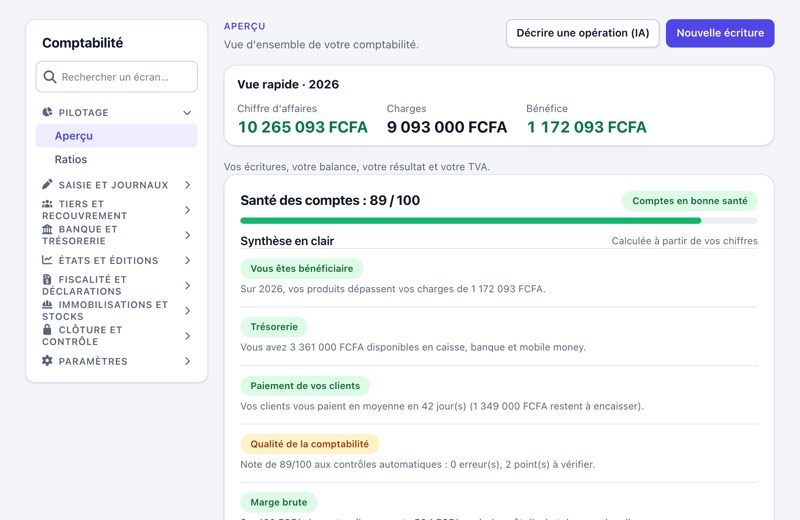 Comptabilité
Rechercher un écran...
PILOTAGE
Aperçu
Ratios
SAISIE ET JOURNAUX
TIERS ET
RECOUVREMENT
BANQUE ET
TRÉSORERIE
ÉTATS ET ÉDITIONS
FISCALITÉ ET
DÉCLARATIONS
IMMOBILISATIONS ET
STOCKS
CLÔTURE ET
CONTRÔLE
PARAMÈTRES
APERÇU
Vue d'ensemble de votre comptabilité.
Décrire une opération (IA)
Nouvelle écriture
Vue rapide · 2026
Chiffre d'affaires
Charges
Bénéfice
10 265 093 FCFA
9 093 000 FCFA
1 172 093 FCFA
Vos écritures, votre balance, votre résultat et votre TVA.
Santé des comptes : 89 / 100
Comptes en bonne santé
Synthèse en clair
Calculée à partir de vos chiffres
Vous êtes bénéficiaire
Sur 2026, vos produits dépassent vos charges de 1 172 093 FCFA.
Trésorerie
Vous avez 3 361 000 FCFA disponibles en caisse, banque et mobile money.
Paiement de vos clients
Vos clients vous paient en moyenne en 42 jour(s) (1 349 000 FCFA restent à encaisser).
Qualité de la comptabilité
Note de 89/100 aux contrôles automatiques : 0 erreur(s), 2 point(s) à vérifier.
Marge brute